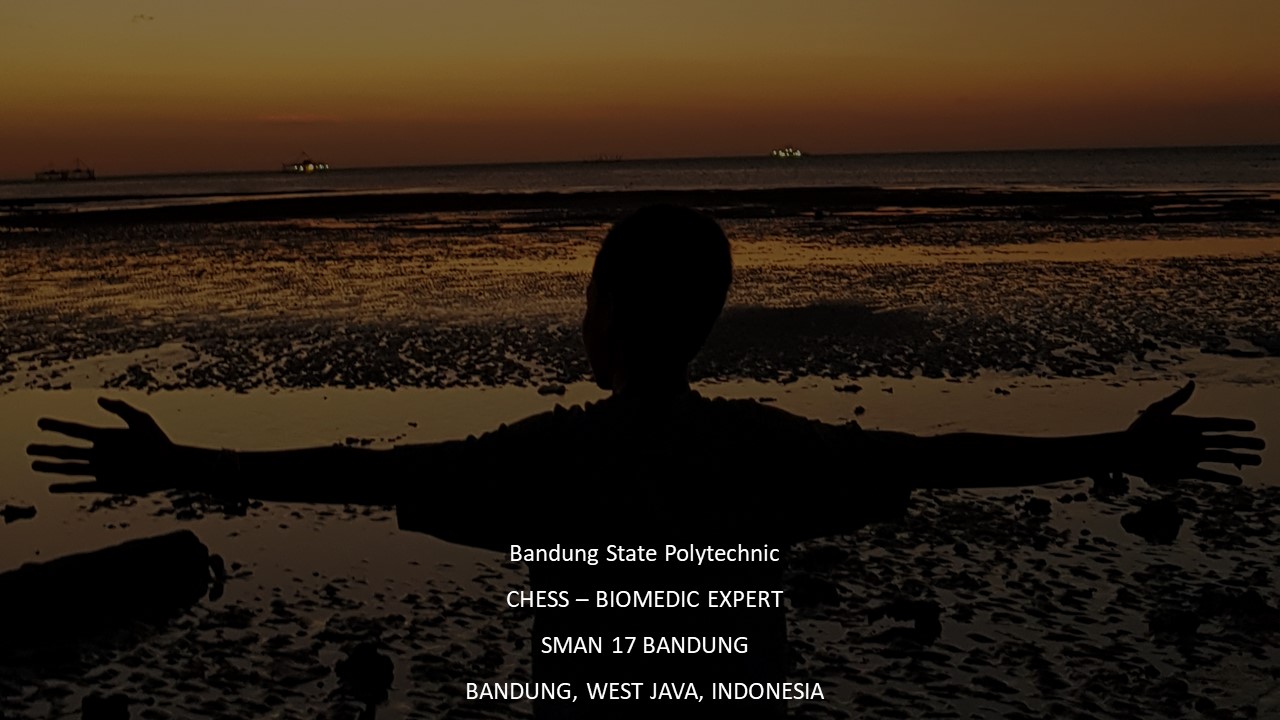 Bandung State Polytechnic
CHESS – BIOMEDIC EXPERT
SMAN 17 BANDUNG
BANDUNG, WEST JAVA, INDONESIA